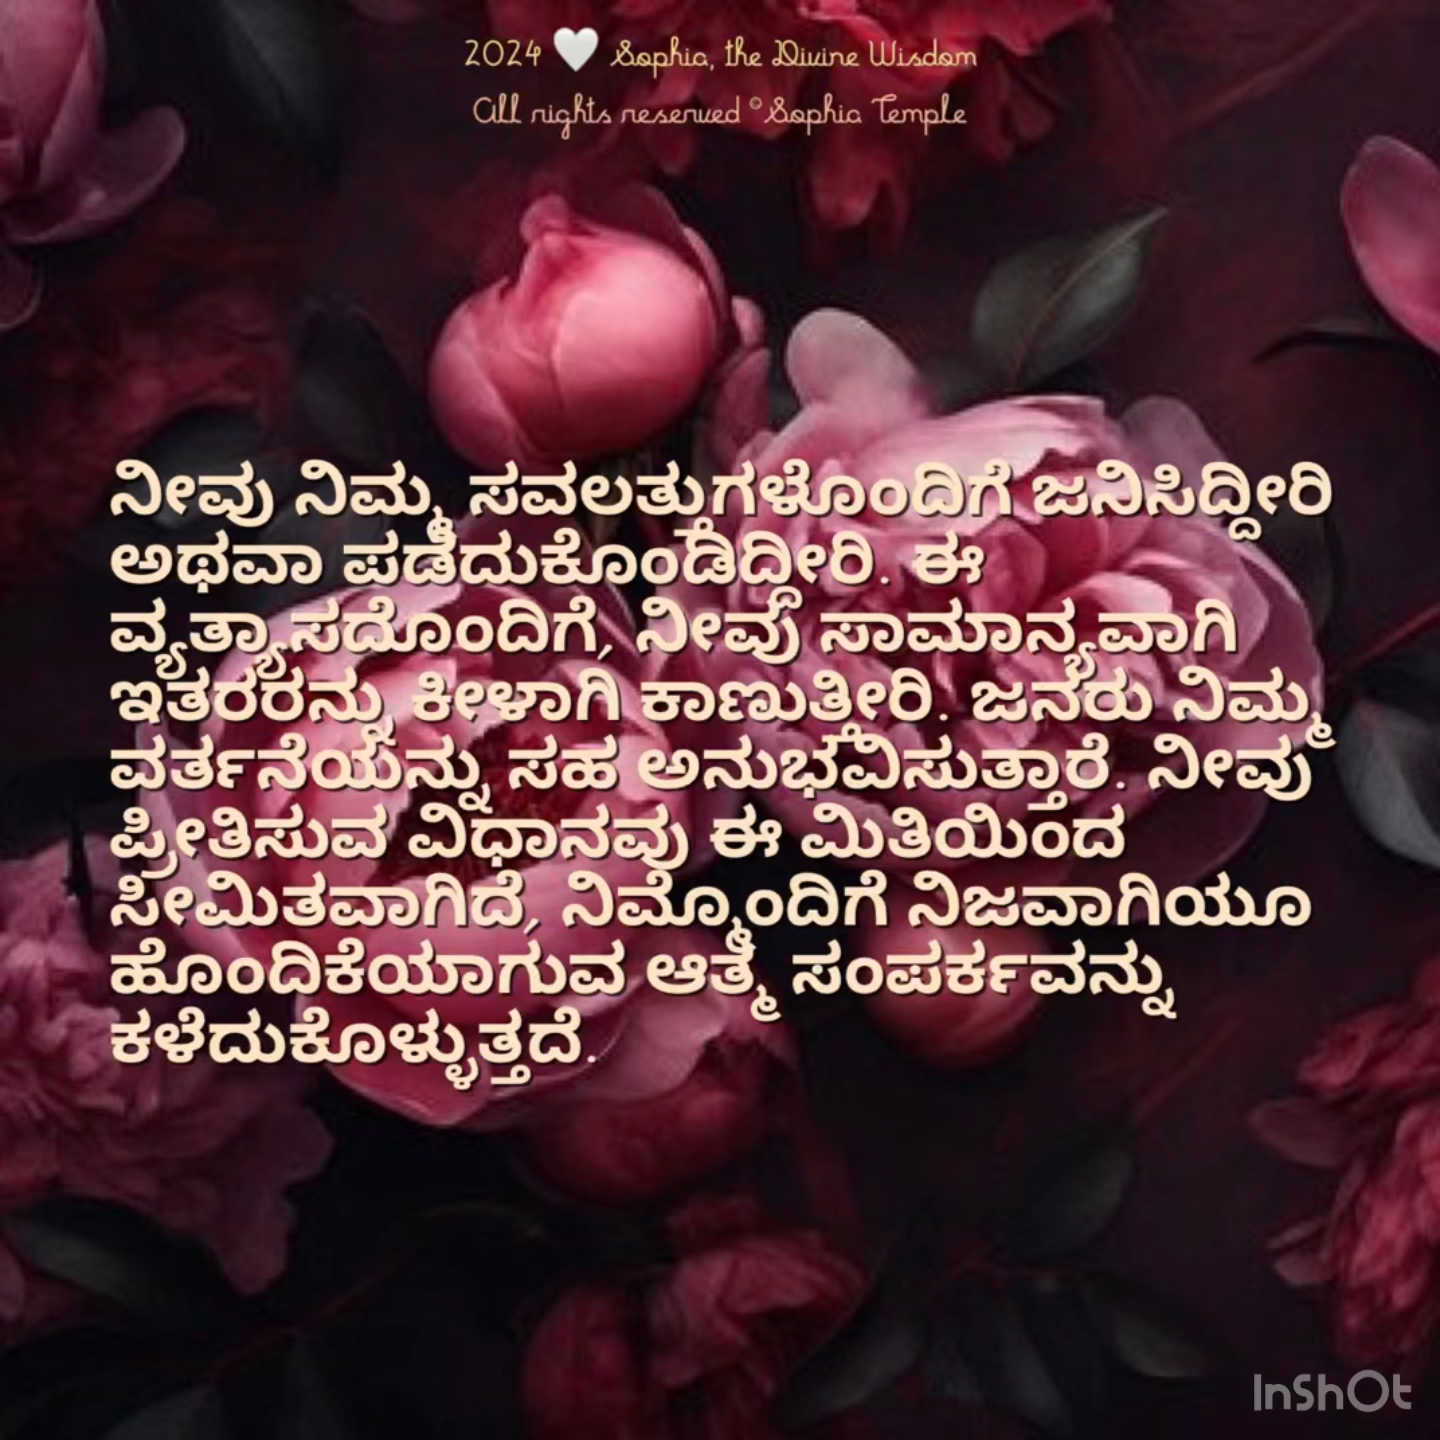 2024 🤍 Sophia, the Divine Wisdom
All rights reserved © Sophia Temple
ನೀವು ನಿಮ್ಮ ಸವಲತ್ತುಗಳೊಂದಿಗೆ ಜನಿಸಿದ್ದೀರಿ
ಅಥವಾ ಪಡೆದುಕೊಂಡಿದ್ದೀರಿ. ಈ
ವ್ಯತ್ಯಾಸದೊಂದಿಗೆ, ನೀವು ಸಾಮಾನ್ಯವಾಗಿ
ಇತರರನ್ನು ಕೀಳಾಗಿ ಕಾಣುತ್ತೀರಿ. ಜನರು ನಿಮ್ಮ
ವರ್ತನೆಯನ್ನು ಸಹ ಅನುಭವಿಸುತ್ತಾರೆ. ನೀವು
ಪ್ರೀತಿಸುವ ವಿಧಾನವು ಈ ಮಿತಿಯಿಂದ
ಸೀಮಿತವಾಗಿದೆ, ನಿಮ್ಮೊಂದಿಗೆ ನಿಜವಾಗಿಯೂ
ಹೊಂದಿಕೆಯಾಗುವ ಆತ್ಮ ಸಂಪರ್ಕವನ್ನು
ಕಳೆದುಕೊಳ್ಳುತ್ತದೆ.
InShOt